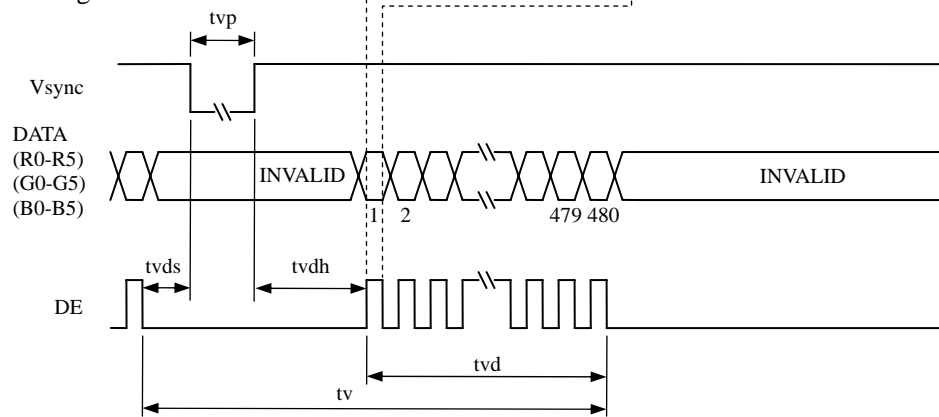 tvp
Vsync
DATA
(R0-R5)
(G0-G5)
(B0-B5)
INVALID
INVALID
1 2 479 480
tvds tvdh
DE
tvd
tv